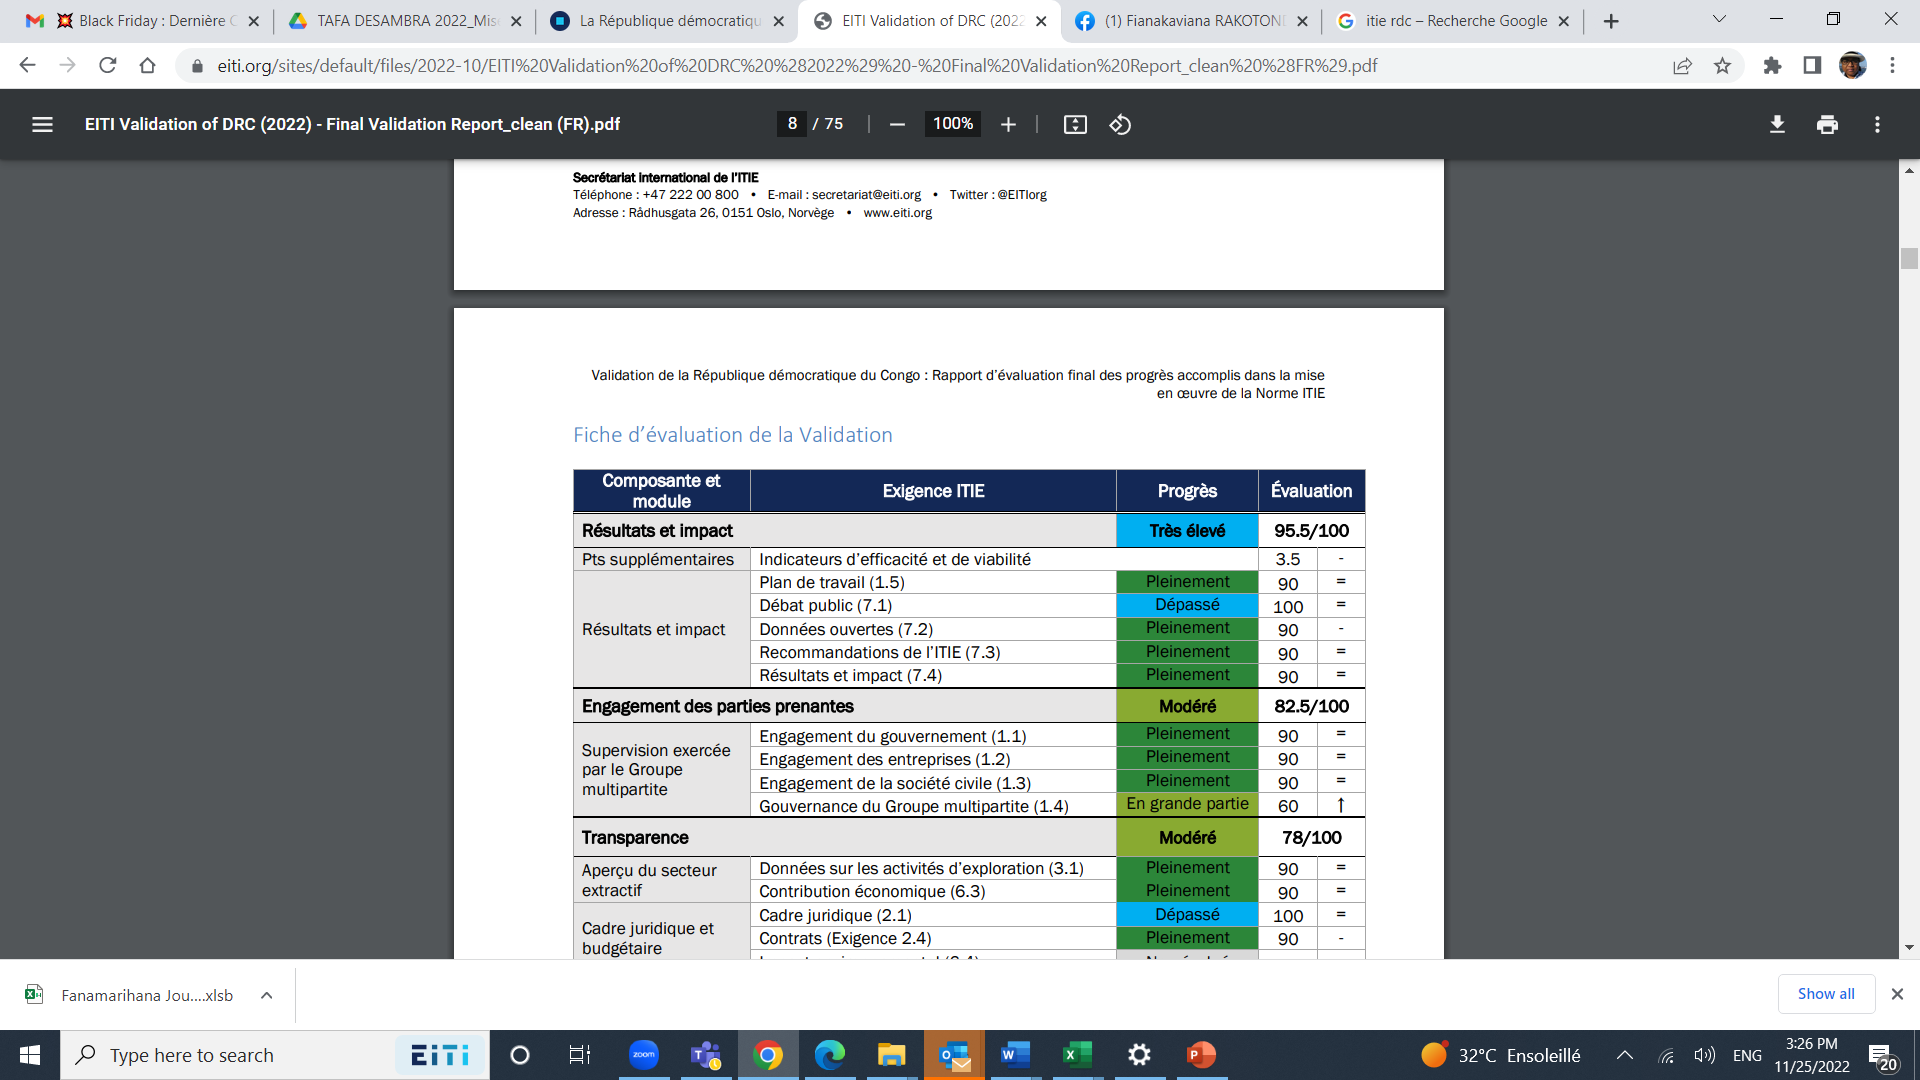 Black Friday : Dernière C
TAFA DESAMBRA 2022_Mis
La République démocratiqu
EITI Validation of DRC (2022
(1) Fianakaviana RAKOTON
itie rdc – Recherche Google
eiti.org/sites/default/files/2022-10/EITI%20Validation%20of%20DRC%20%282022%29%20-%20Final%20Validation%20Report_clean%20%28FR%29.pdf
EITI Validation of DRC (2022) - Final Validation Report_clean (FR).pdf
8 / 75
100%
Secrétariat international de l'ITIE
Téléphone : +47 222 00 800 • E-mail : secretariat@eiti.org • Twitter : @EITIorg
Adresse : Rådhusgata 26, 0151 Oslo, Norvège • www.eiti.org
Validation de la République démocratique du Congo : Rapport d'évaluation final des progrès accomplis dans la mise
en œuvre de la Norme ITIE
Fiche d'évaluation de la Validation
Composante et module Exigence ITIE Progrès Évaluation
Résultats et impact Très élevé 95.5/100
Pts supplémentaires Indicateurs d'efficacité et de viabilité 3.5 -
Résultats et impact
Plan de travail (1.5) Pleinement 90 =
Débat public (7.1) Dépassé 100 =
Données ouvertes (7.2) Pleinement 90 -
Recommandations de l'ITIE (7.3) Pleinement 90 =
Résultats et impact (7.4) Pleinement 90 =
Engagement des parties prenantes Modéré 82.5/100
Supervision exercée
par le Groupe
multipartite
Engagement du gouvernement (1.1) Pleinement 90 =
Engagement des entreprises (1.2) Pleinement 90 =
Engagement de la société civile (1.3) Pleinement 90 =
Gouvernance du Groupe multipartite (1.4) En grande partie 60 ↑
Transparence Modéré 78/100
Aperçu du secteur
extractif
Données sur les activités d'exploration (3.1) Pleinement 90 =
Contribution économique (6.3) Pleinement 90 =
Cadre juridique et
budgétaire
Cadre juridique (2.1) Dépassé 100 =
Contrats (Exigence 2.4) Pleinement 90 -
Fanamarihana Jou....xlsb
Show all
Type here to search
EITI
zoom
32°C Ensoleillé
ENG
3:26 PM
11/25/2022
20